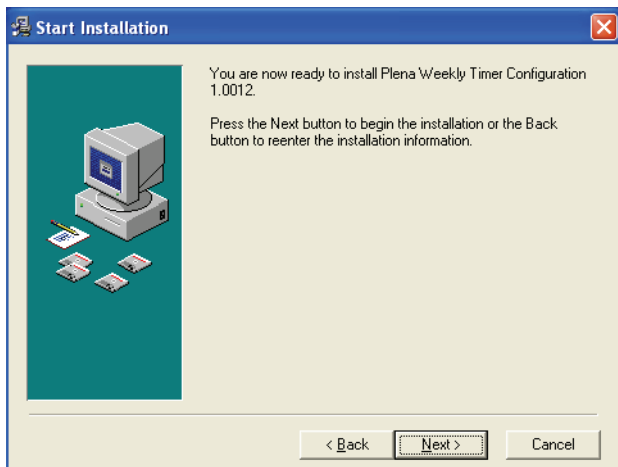 Start Installation
You are now ready to install Plena Weekly Timer Configuration
1.0012.
Press the Next button to begin the installation or the Back
button to reenter the installation information.
< Back
Next >
Cancel